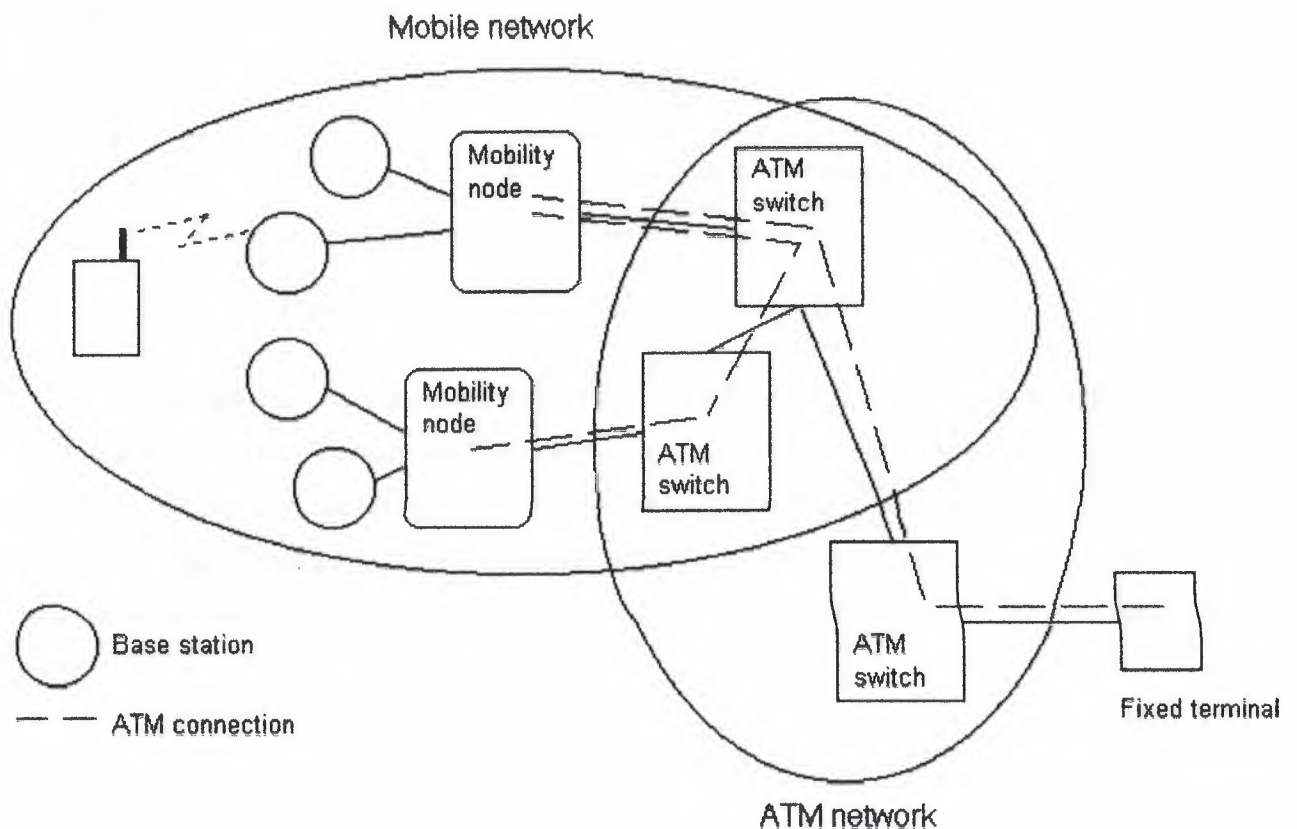 Mobile network
Mobility
node
ATM
switch
Mobility
node
ATM
switch
ATM
switch
Base station
ATM connection
Fixed terminal
ATM network